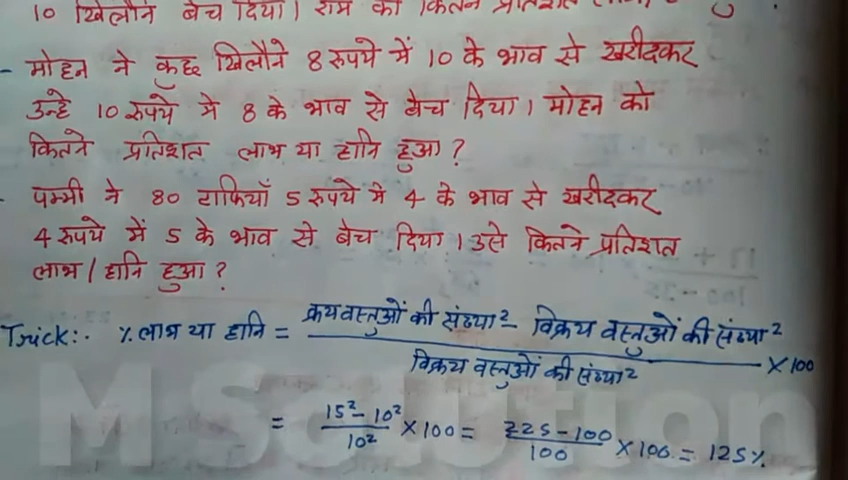 10 खिलौने बेच दिया। राम को कितने प्रतिशत
- मोहन ने कुछ खिलौने 8 रुपये में 10 के भाव से खरीदकर
उन्हे 10 रुपये मे 8 के भाव से बेच दिया। मोहन को
कितने प्रतिशत लाभ या हानि हुआ?
- पम्मी ने 80 टाफियाँ 5 रुपये मे 4 के भाव से खरीदकर
4 रुपये में 5 के भाव से बेच दिया। उसे कितने प्रतिशत
लाभ / हानि हुआ?
Trick:- % लाभ या हानि = क्रय वस्तुओं की संख्या² - विक्रय वस्तुओं की संख्या² / विक्रय वस्तुओं की संख्या² × 100
= 15² - 10² / 10² × 100 = 225 - 100 / 100 × 100 = 125 %
M Solution